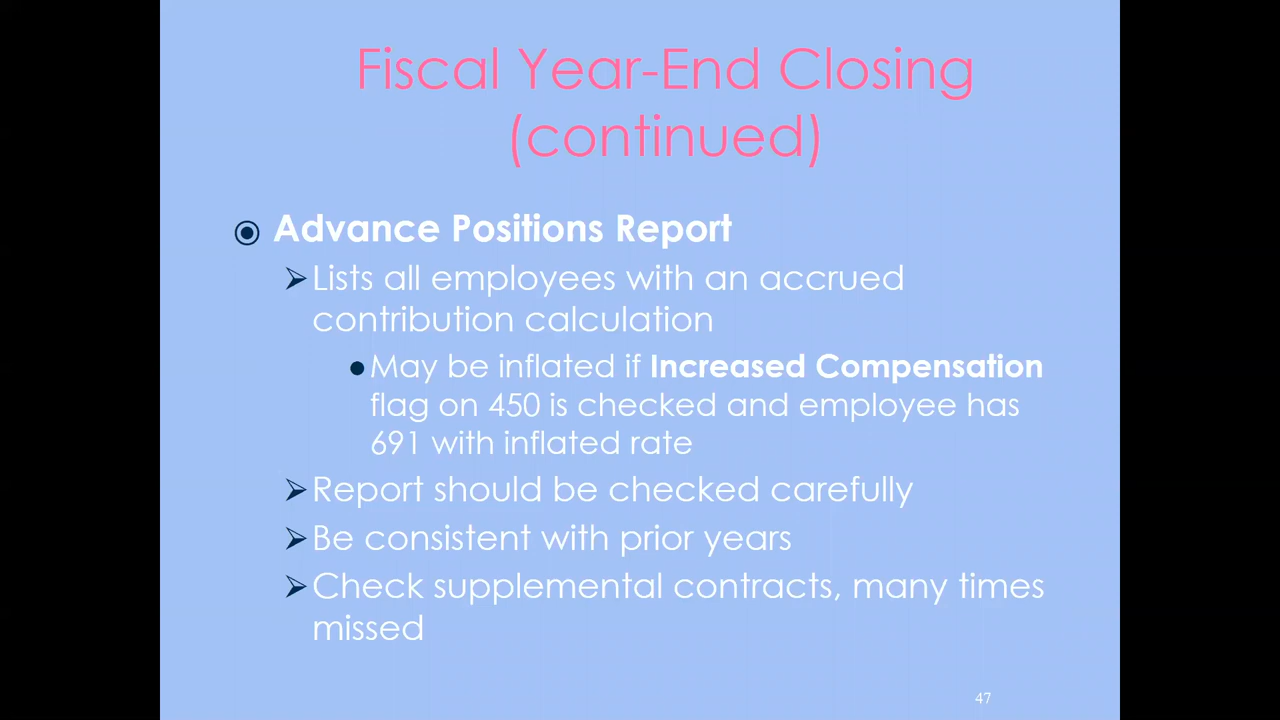 Fiscal Year-End Closing
(continued)
Advance Positions Report
Lists all employees with an accrued
contribution calculation
May be inflated if Increased Compensation
flag on 450 is checked and employee has
691 with inflated rate
Report should be checked carefully
Be consistent with prior years
Check supplemental contracts, many times
missed
47